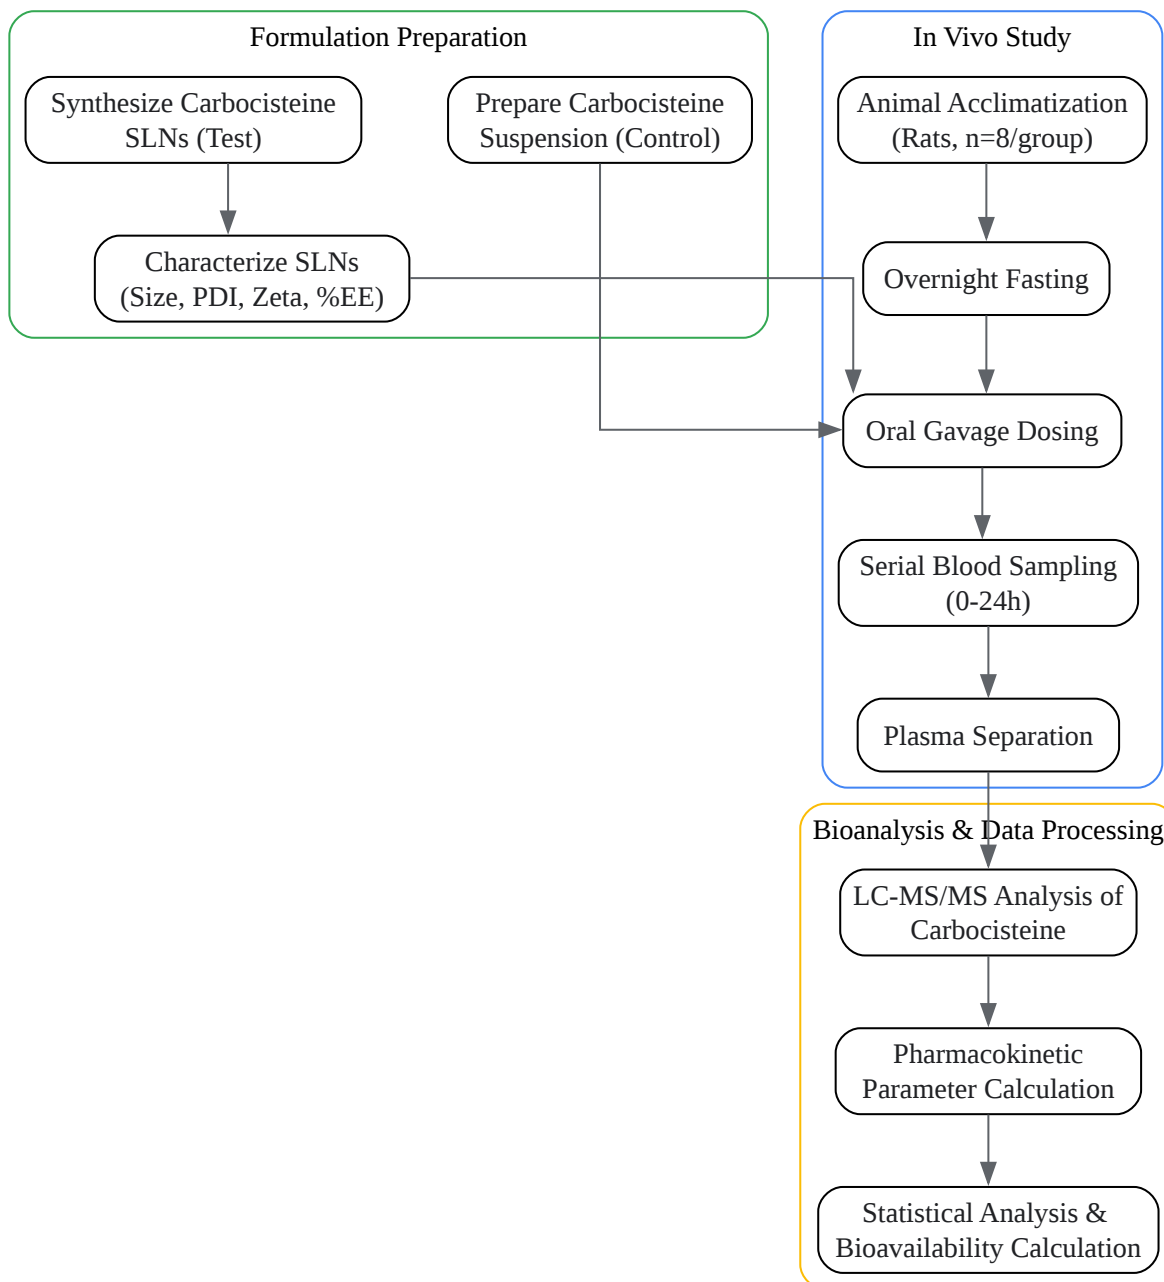 Formulation Preparation
Synthesize Carbocisteine
SLNs (Test)
Prepare Carbocisteine
Suspension (Control)
Characterize SLNs
(Size, PDI, Zeta, %EE)
In Vivo Study
Animal Acclimatization
(Rats, n=8/group)
Overnight Fasting
Oral Gavage Dosing
Serial Blood Sampling
(0-24h)
Plasma Separation
Bioanalysis & Data Processing
LC-MS/MS Analysis of
Carbocisteine
Pharmacokinetic
Parameter Calculation
Statistical Analysis &
Bioavailability Calculation